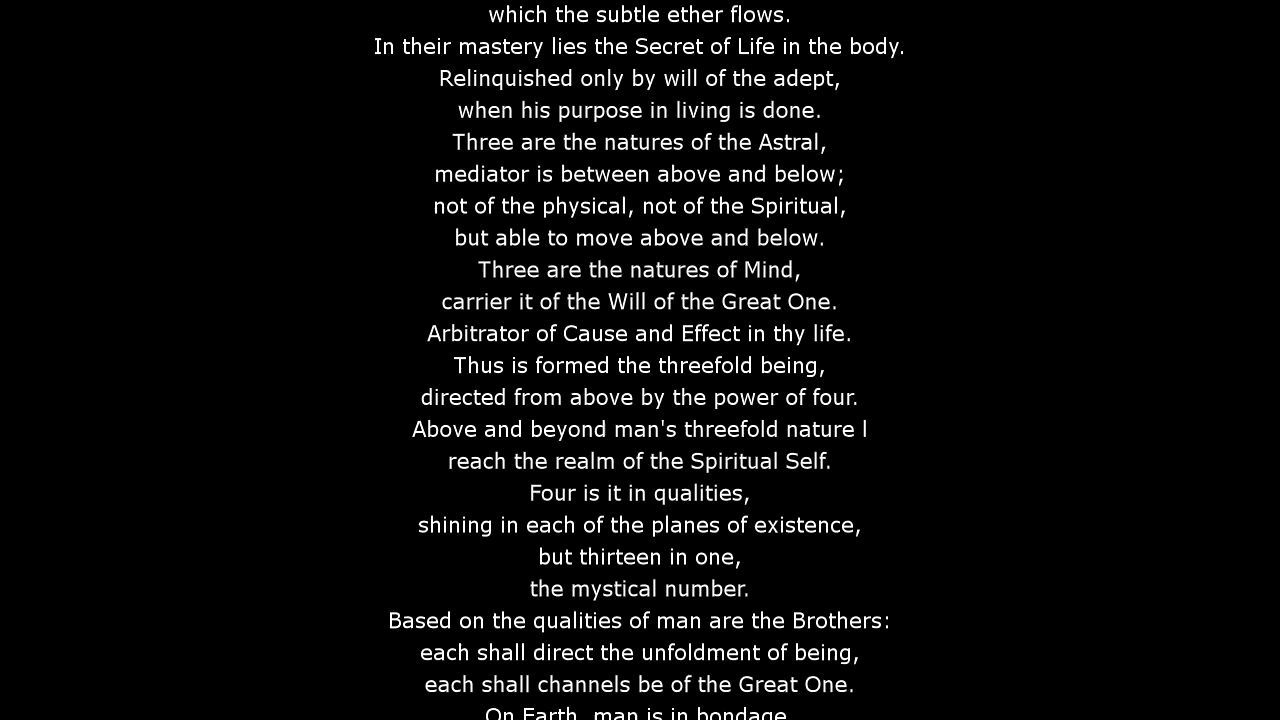 which the subtle ether flows.
In their mastery lies the Secret of Life in the body.
Relinquished only by will of the adept,
when his purpose in living is done.
Three are the natures of the Astral,
mediator is between above and below;
not of the physical, not of the Spiritual,
but able to move above and below.
Three are the natures of Mind,
carrier it of the Will of the Great One.
Arbitrator of Cause and Effect in thy life.
Thus is formed the threefold being,
directed from above by the power of four.
Above and beyond man's threefold nature l
reach the realm of the Spiritual Self.
Four is it in qualities,
shining in each of the planes of existence,
but thirteen in one,
the mystical number.
Based on the qualities of man are the Brothers:
each shall direct the unfoldment of being,
each shall channels be of the Great One.
On Earth, man is in bondage,